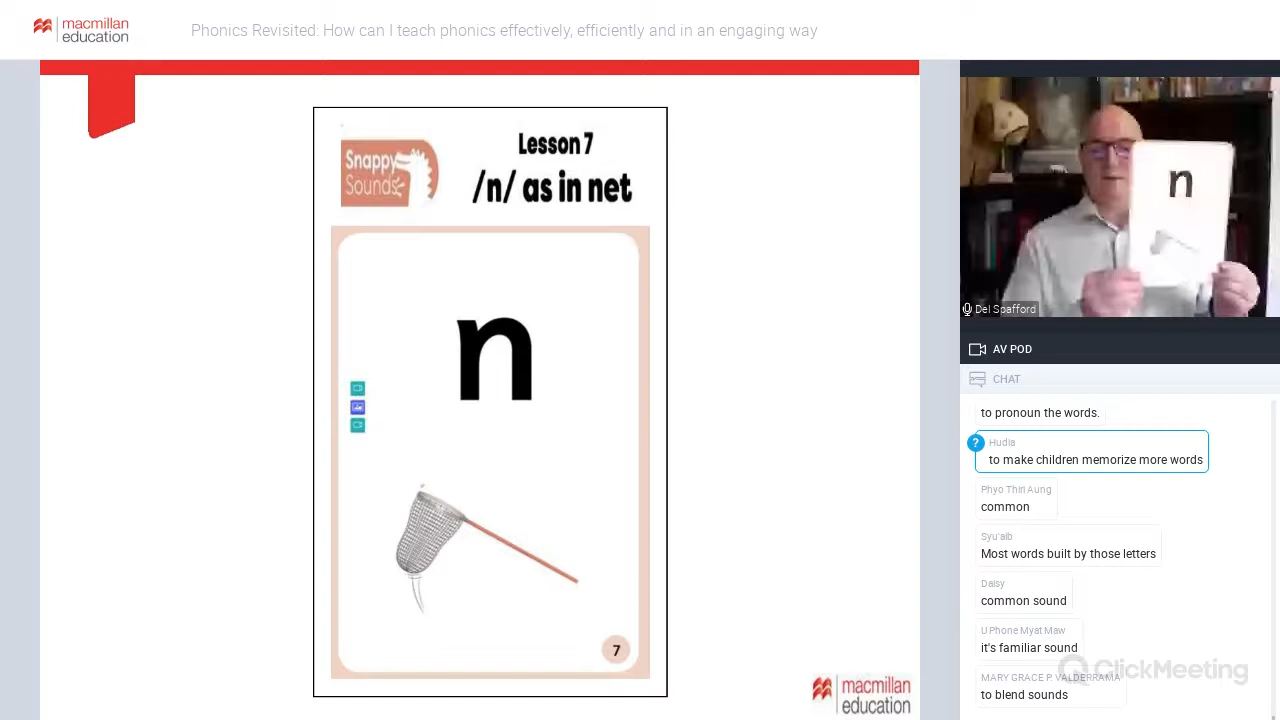 macmillan
education
Phonics Revisited: How can I teach phonics effectively, efficiently and in an engaging way
Snappy
Sounds
Lesson 7
/n/ as in net
n
7
macmillan
education
n
Del Spafford
AV POD
CHAT
to pronoun the words.
?
Hudia
to make children memorize more words
Phyo Thiri Aung
common
Syu'aib
Most words built by those letters
Daisy
common sound
U Phone Myat Maw
it's familiar sound
ClickMeeting
MARY GRACE P. VALDERRAMA
to blend sounds